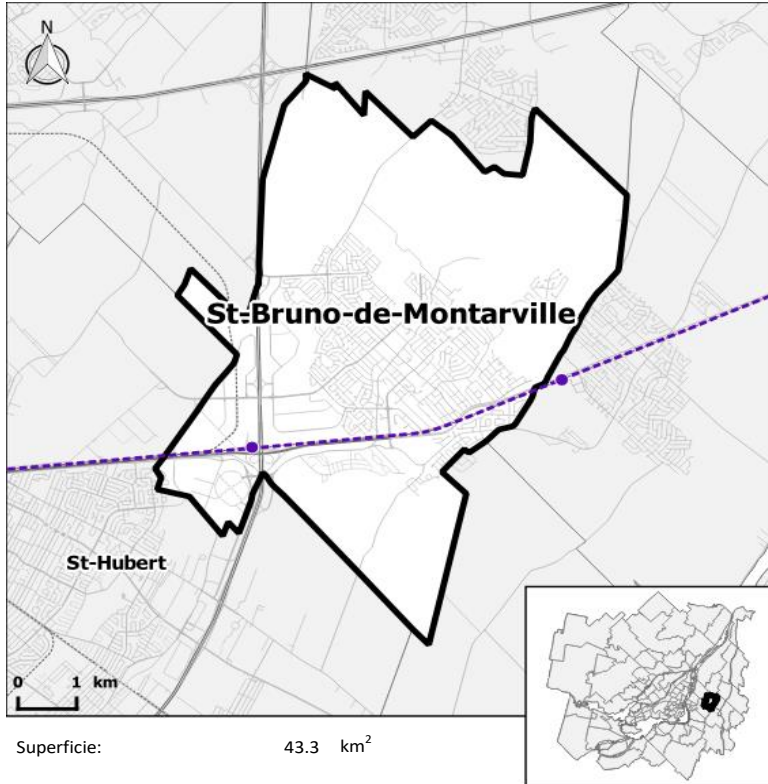 N
St-Bruno-de-Montarville
St-Hubert
0 1 km
Superficie: 43.3 km²